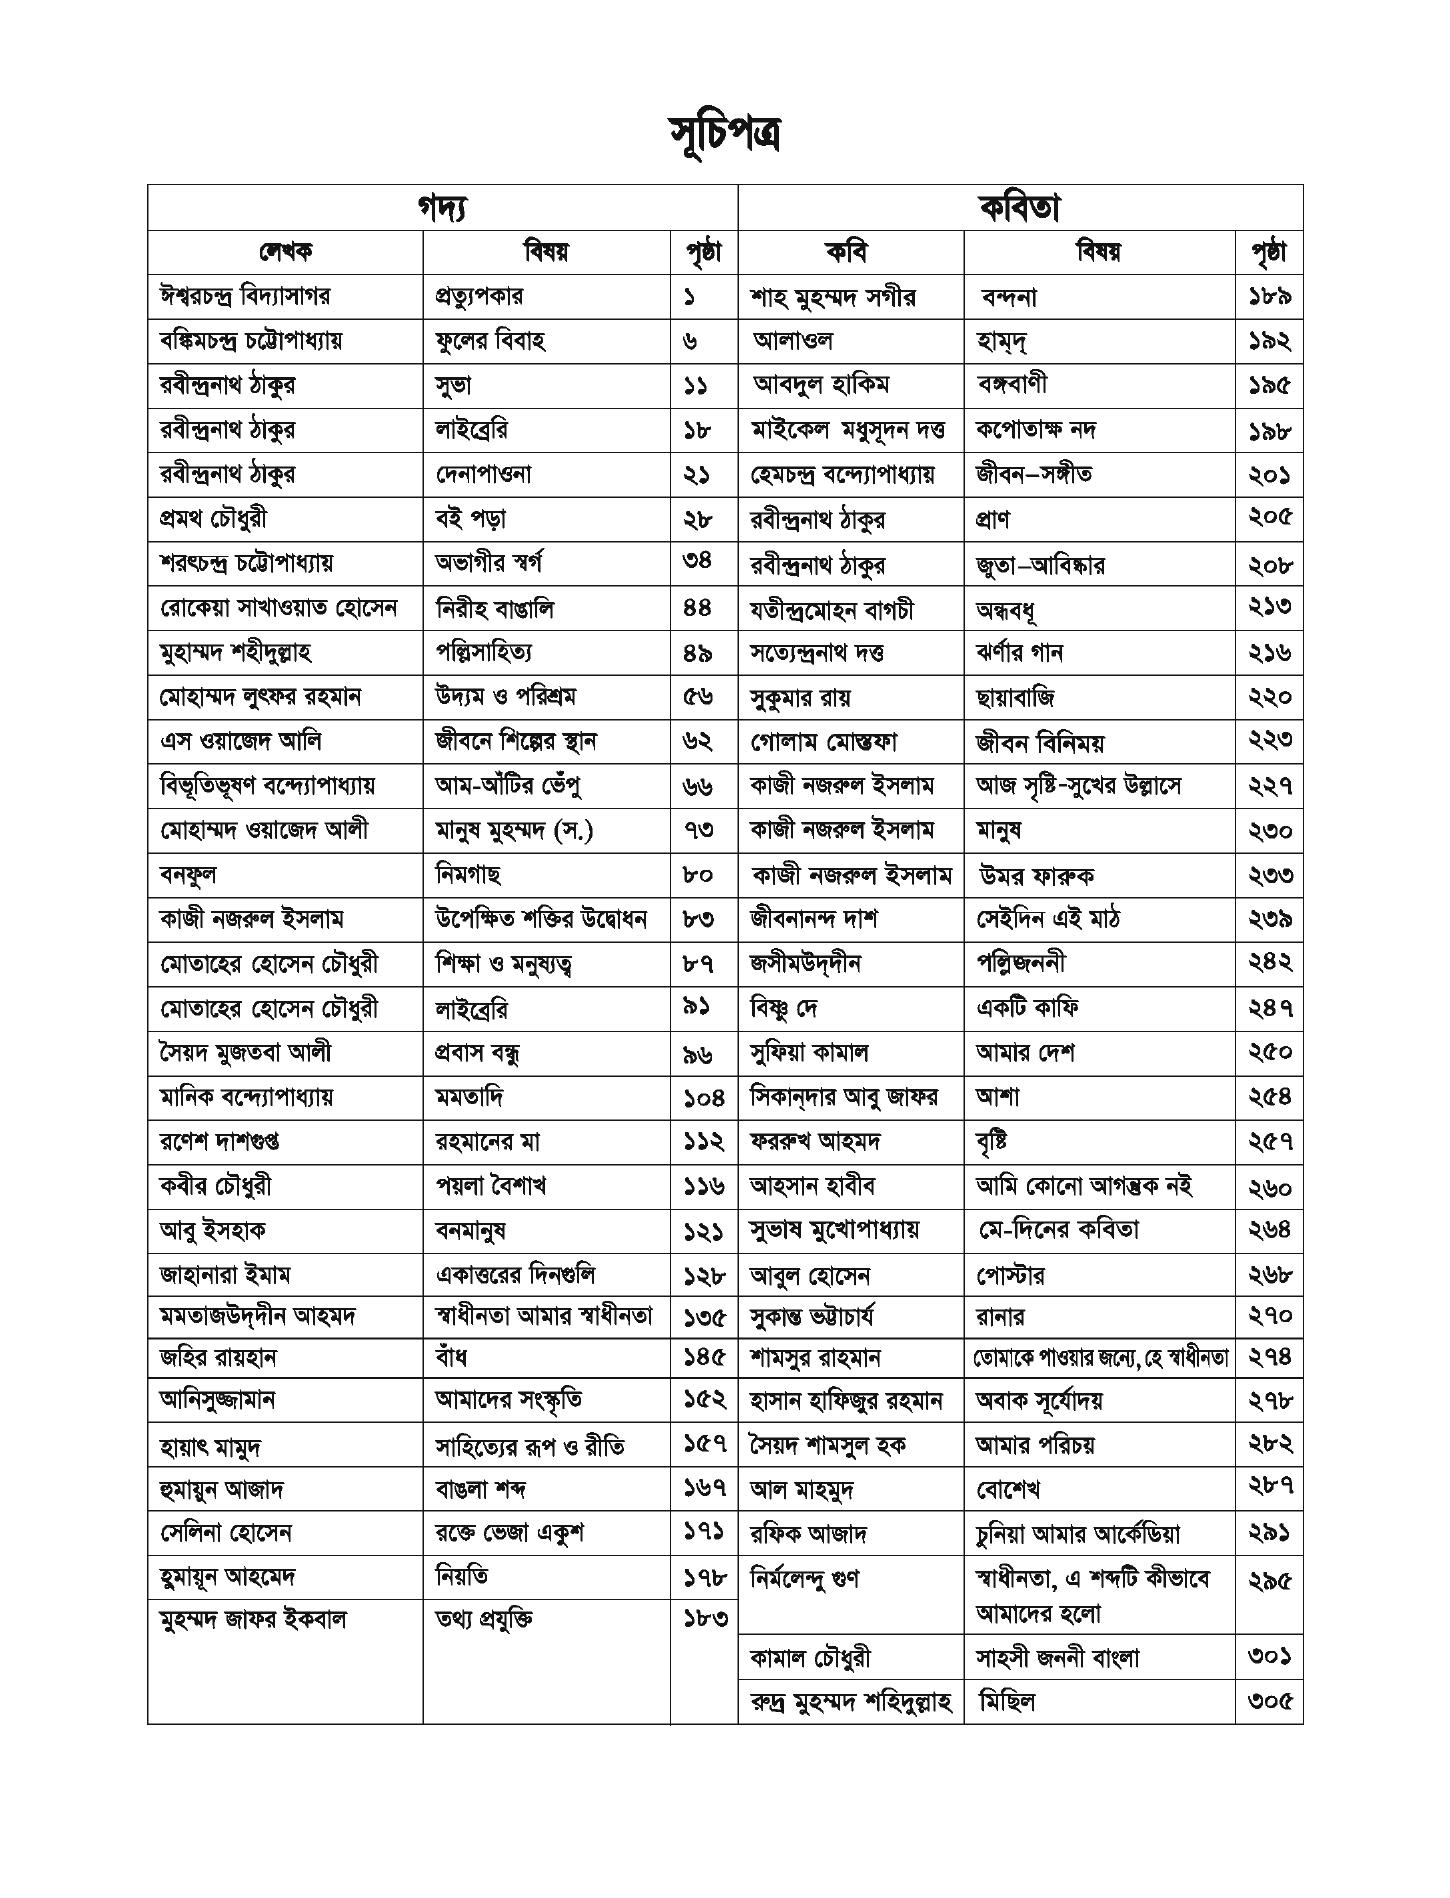 সূচিপত্র
গদ্য কবিতা
লেখক বিষয় পৃষ্ঠা কবি বিষয় পৃষ্ঠা
ঈশ্বরচন্দ্র বিদ্যাসাগর প্রত্যুপকার ১ শাহ মুহম্মদ সগীর বন্দনা ১৮৯
বঙ্কিমচন্দ্র চট্টোপাধ্যায় ফুলের বিবাহ ৬ আলাওল হাম্‌দ্‌ ১৯২
রবীন্দ্রনাথ ঠাকুর সুভা ১১ আবদুল হাকিম বঙ্গবাণী ১৯৫
রবীন্দ্রনাথ ঠাকুর লাইব্রেরি ১৮ মাইকেল মধুসূদন দত্ত কপোতাক্ষ নদ ১৯৮
রবীন্দ্রনাথ ঠাকুর দেনাপাওনা ২১ হেমচন্দ্র বন্দ্যোপাধ্যায় জীবন–সঙ্গীত ২০১
প্রমথ চৌধুরী বই পড়া ২৮ রবীন্দ্রনাথ ঠাকুর প্রাণ ২০৫
শরৎচন্দ্র চট্টোপাধ্যায় অভাগীর স্বর্গ ৩৪ রবীন্দ্রনাথ ঠাকুর জুতা–আবিষ্কার ২০৮
রোকেয়া সাখাওয়াত হোসেন নিরীহ বাঙালি ৪৪ যতীন্দ্রমোহন বাগচী অন্ধবধূ ২১৩
মুহাম্মদ শহীদুল্লাহ পল্লিসাহিত্য ৪৯ সত্যেন্দ্রনাথ দত্ত ঝর্ণার গান ২১৬
মোহাম্মদ লুৎফর রহমান উদ্যম ও পরিশ্রম ৫৬ সুকুমার রায় ছায়াবাজি ২২০
এস ওয়াজেদ আলি জীবনে শিল্পের স্থান ৬২ গোলাম মোস্তফা জীবন বিনিময় ২২৩
বিভূতিভূষণ বন্দ্যোপাধ্যায় আম-আঁটির ভেঁপু ৬৬ কাজী নজরুল ইসলাম আজ সৃষ্টি-সুখের উল্লাসে ২২৭
মোহাম্মদ ওয়াজেদ আলী মানুষ মুহম্মদ (স.) ৭৩ কাজী নজরুল ইসলাম মানুষ ২৩০
বনফুল নিমগাছ ৮০ কাজী নজরুল ইসলাম উমর ফারুক ২৩৩
কাজী নজরুল ইসলাম উপেক্ষিত শক্তির উদ্বোধন ৮৩ জীবনানন্দ দাশ সেইদিন এই মাঠ ২৩৯
মোতাহের হোসেন চৌধুরী শিক্ষা ও মনুষ্যত্ব ৮৭ জসীমউদ্‌দীন পল্লিজননী ২৪২
মোতাহের হোসেন চৌধুরী লাইব্রেরি ৯১ বিষ্ণু দে একটি কাফি ২৪৭
সৈয়দ মুজতবা আলী প্রবাস বন্ধু ৯৬ সুফিয়া কামাল আমার দেশ ২৫০
মানিক বন্দ্যোপাধ্যায় মমতাদি ১০৪ সিকান্‌দার আবু জাফর আশা ২৫৪
রণেশ দাশগুপ্ত রহমানের মা ১১২ ফররুখ আহমদ বৃষ্টি ২৫৭
কবীর চৌধুরী পয়লা বৈশাখ ১১৬ আহসান হাবীব আমি কোনো আগন্তুক নই ২৬০
আবু ইসহাক বনমানুষ ১২১ সুভাষ মুখোপাধ্যায় মে-দিনের কবিতা ২৬৪
জাহানারা ইমাম একাত্তরের দিনগুলি ১২৮ আবুল হোসেন পোস্টার ২৬৮
মমতাজউদ্‌দীন আহমদ স্বাধীনতা আমার স্বাধীনতা ১৩৫ সুকান্ত ভট্টাচার্য রানার ২৭০
জহির রায়হান বাঁধ ১৪৫ শামসুর রাহমান তোমাকে পাওয়ার জন্যে, হে স্বাধীনতা ২৭৪
আনিসুজ্জামান আমাদের সংস্কৃতি ১৫২ হাসান হাফিজুর রহমান অবাক সূর্যোদয় ২৭৮
হায়াৎ মামুদ সাহিত্যের রূপ ও রীতি ১৫৭ সৈয়দ শামসুল হক আমার পরিচয় ২৮২
হুমায়ুন আজাদ বাঙলা শব্দ ১৬৭ আল মাহমুদ বোশেখ ২৮৭
সেলিনা হোসেন রক্তে ভেজা একুশ ১৭১ রফিক আজাদ চুনিয়া আমার আর্কেডিয়া ২৯১
হুমায়ূন আহমেদ নিয়তি ১৭৮ নির্মলেন্দু গুণ স্বাধীনতা, এ শব্দটি কীভাবে ২৯৫
মুহম্মদ জাফর ইকবাল তথ্য প্রযুক্তি ১৮৩ আমাদের হলো
কামাল চৌধুরী সাহসী জননী বাংলা ৩০১
রুদ্র মুহম্মদ শহিদুল্লাহ মিছিল ৩০৫